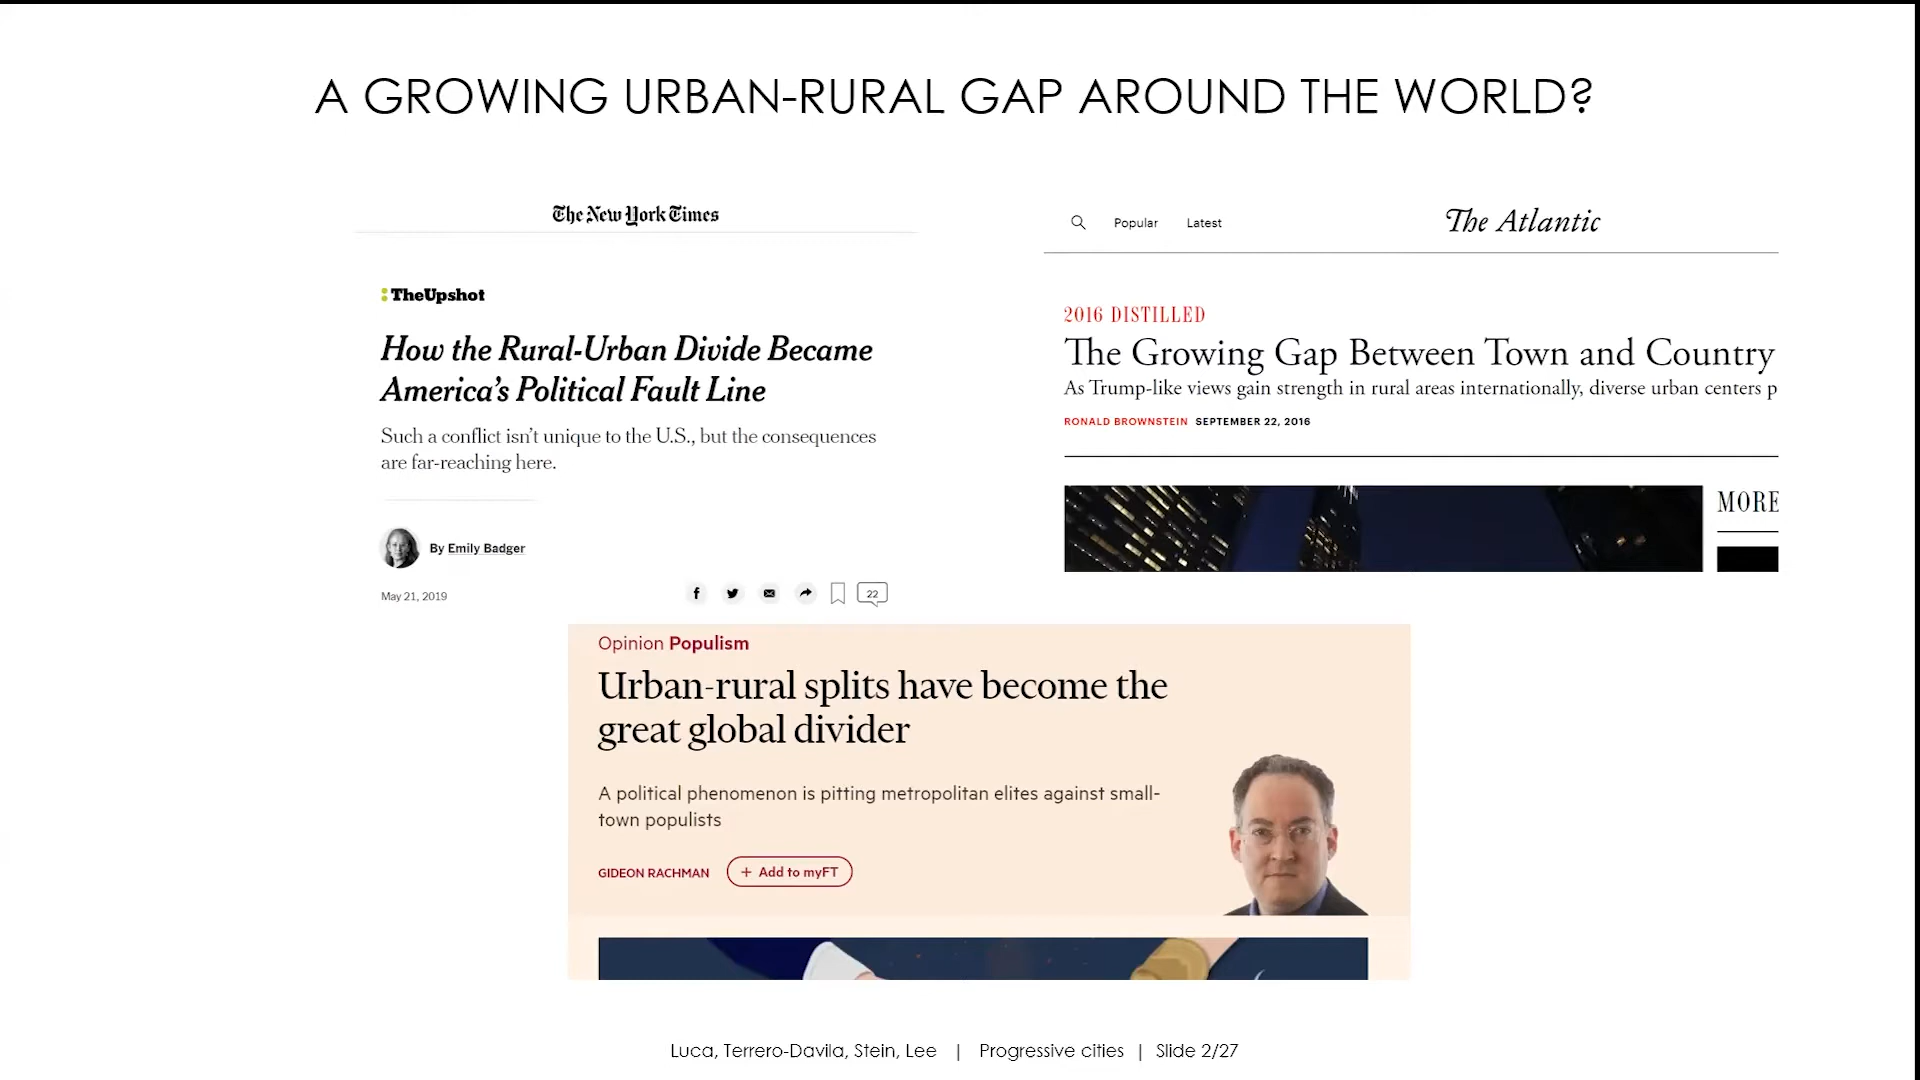 A GROWING URBAN-RURAL GAP AROUND THE WORLD?
The New York Times
TheUpshot
How the Rural-Urban Divide Became
America's Political Fault Line
Such a conflict isn't unique to the U.S., but the consequences
are far-reaching here.
By Emily Badger
May 21, 2019
22
Popular Latest The Atlantic
2016 DISTILLED
The Growing Gap Between Town and Country
As Trump-like views gain strength in rural areas internationally, diverse urban centers p
RONALD BROWNSTEIN SEPTEMBER 22, 2016
MORE
Opinion Populism
Urban-rural splits have become the
great global divider
A political phenomenon is pitting metropolitan elites against small-
town populists
GIDEON RACHMAN + Add to myFT
Luca, Terrero-Davila, Stein, Lee | Progressive cities | Slide 2/27